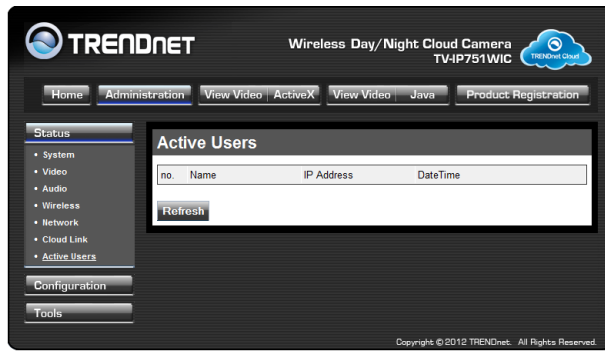 TRENDnet
Wireless Day/Night Cloud Camera
TV-IP751WIC
TRENDnet Cloud
Home Administration View Video | ActiveX View Video Java Product Registration
Status
• System
• Video
• Audio
• Wireless
• Network
• Cloud Link
• Active Users
Configuration
Tools
Active Users
no. Name IP Address DateTime
Refresh
Copyright © 2012 TRENDnet. All Rights Reserved.